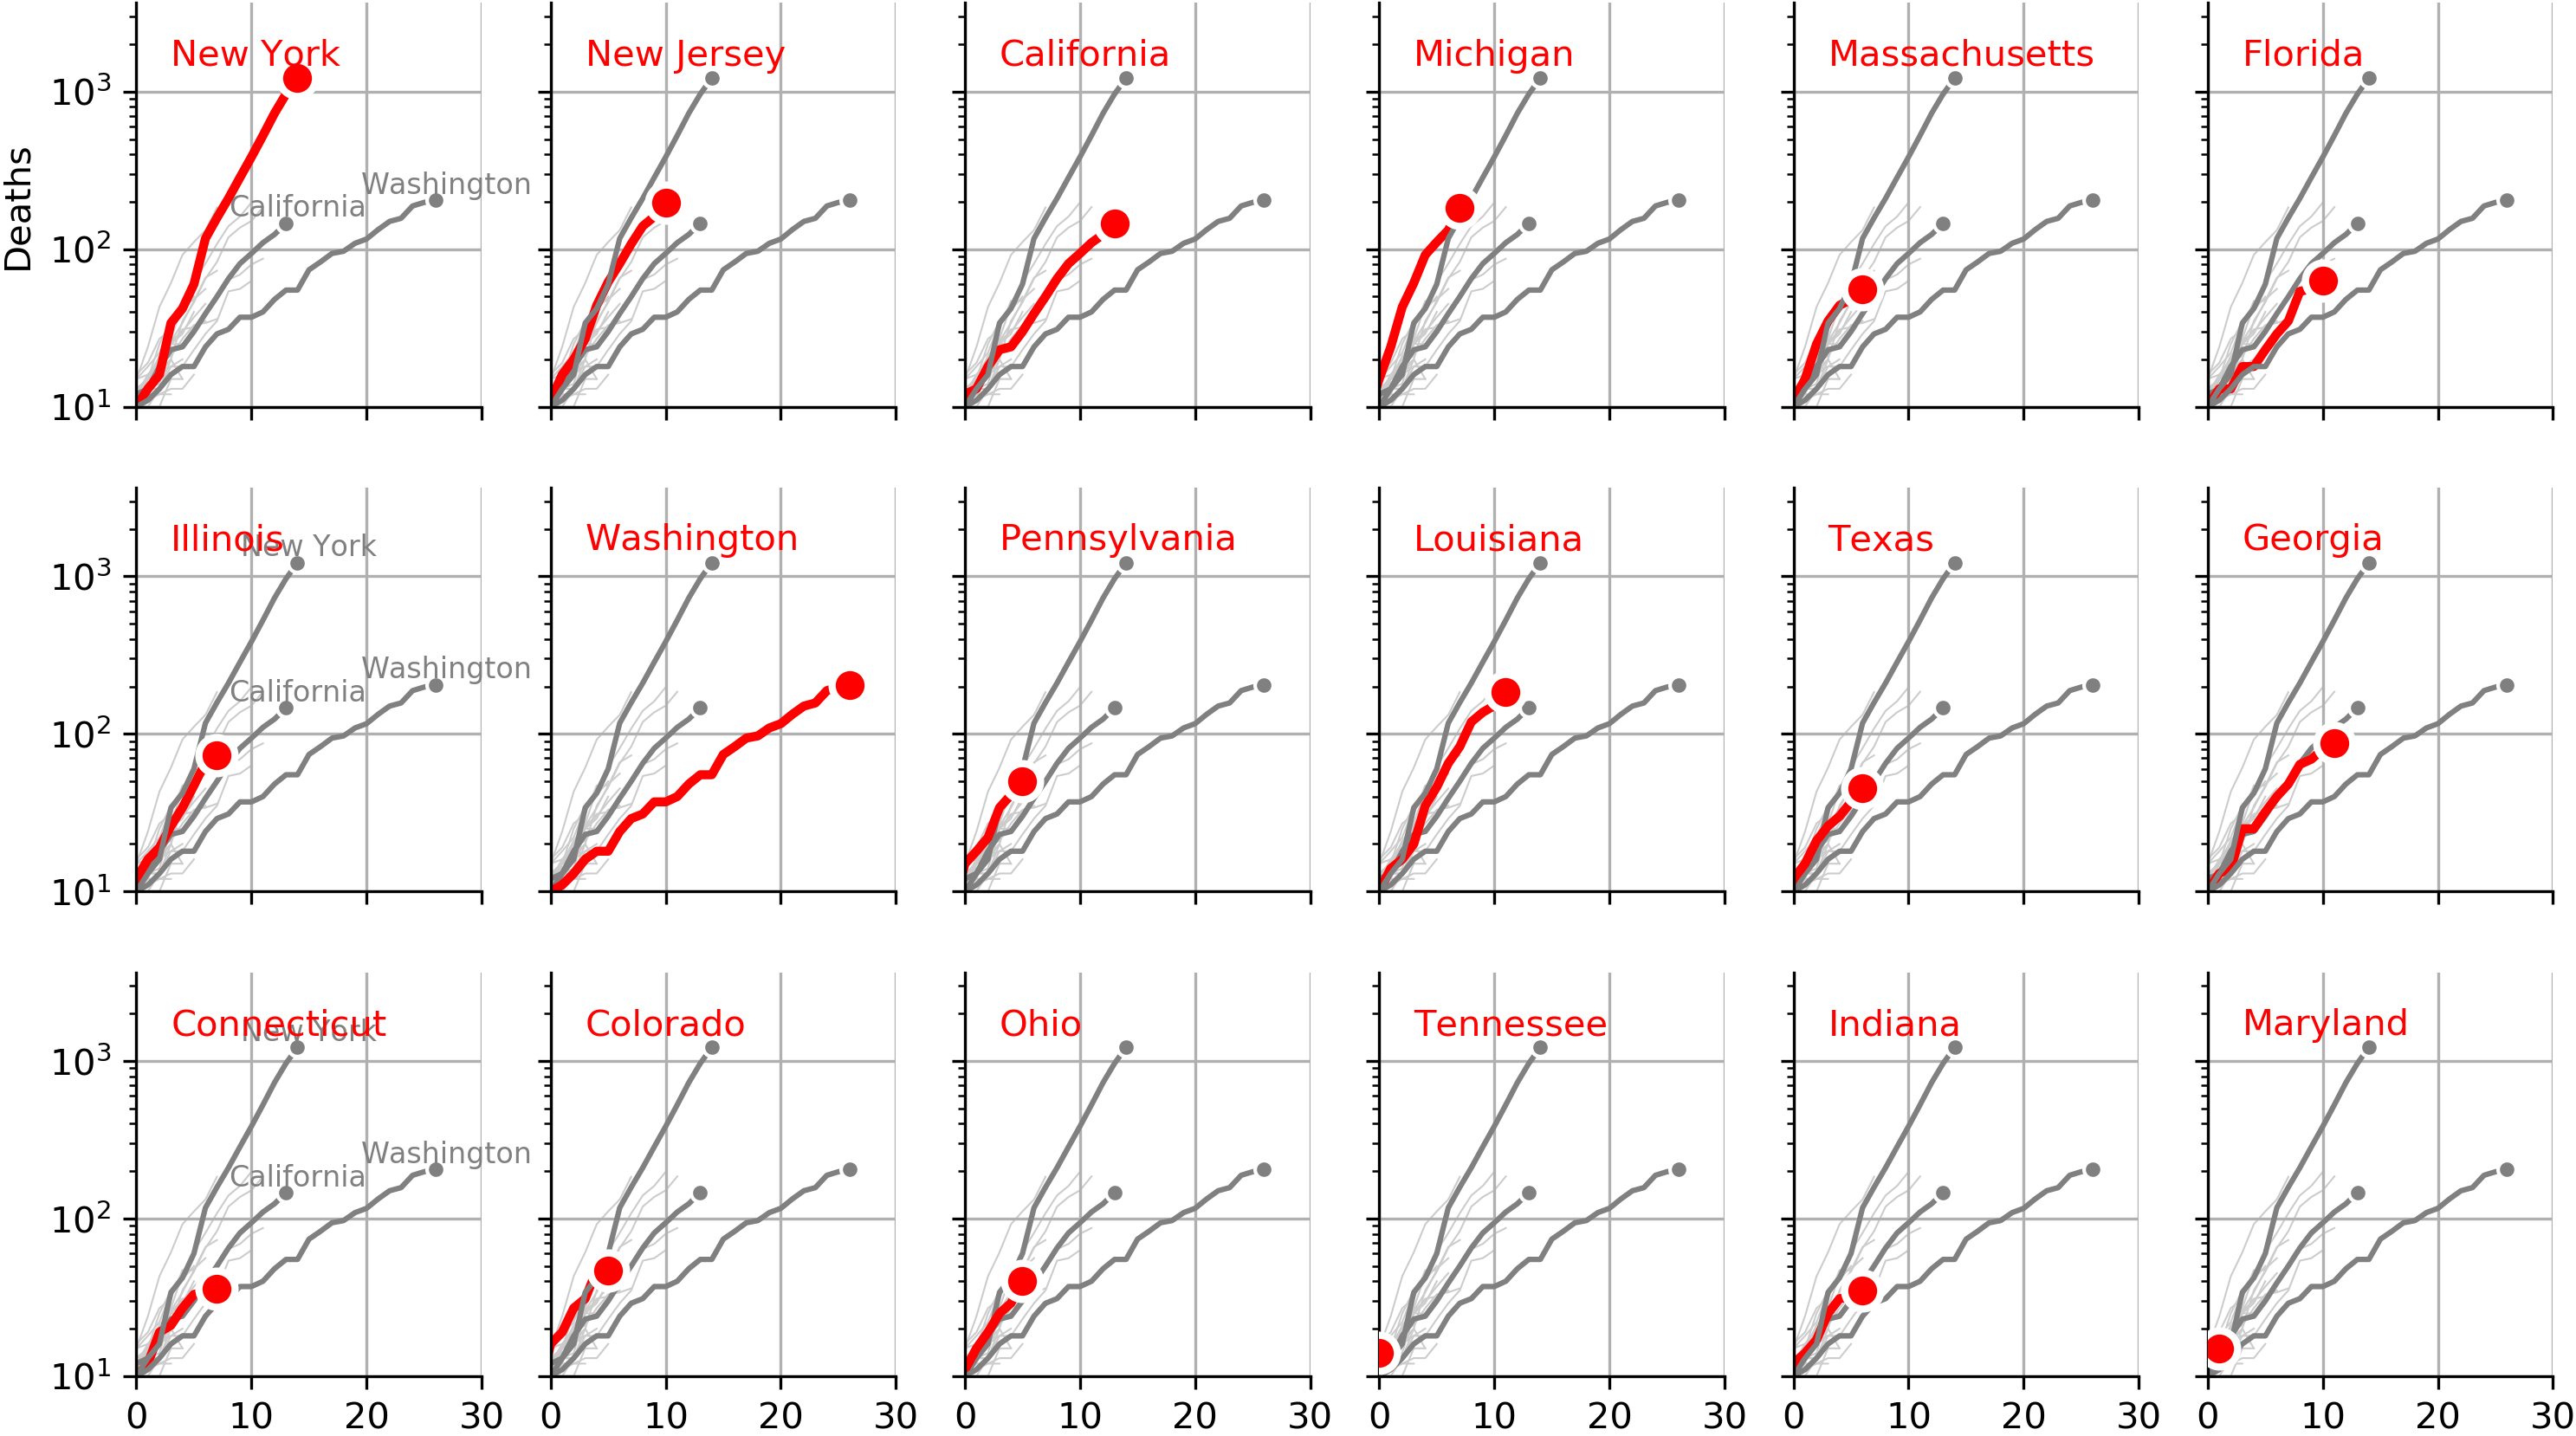 New York
New Jersey
California
Michigan
Massachusetts
Florida
10³
10²
10¹
Deaths
California
Washington
Illinois
New York
Washington
Pennsylvania
Louisiana
Texas
Georgia
10³
10²
10¹
California
Washington
Connecticut
New York
Colorado
Ohio
Tennessee
Indiana
Maryland
10³
10²
10¹
California
Washington
0 10 20 30
0 10 20 30
0 10 20 30
0 10 20 30
0 10 20 30
0 10 20 30